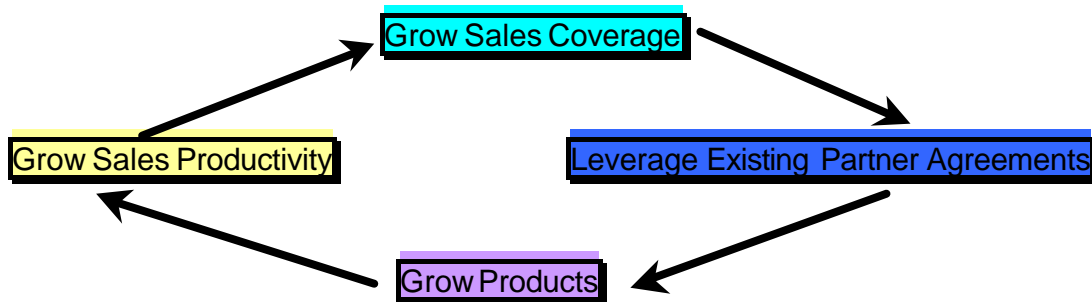 Grow Sales Coverage
Grow Sales Productivity
Leverage Existing Partner Agreements
Grow Products